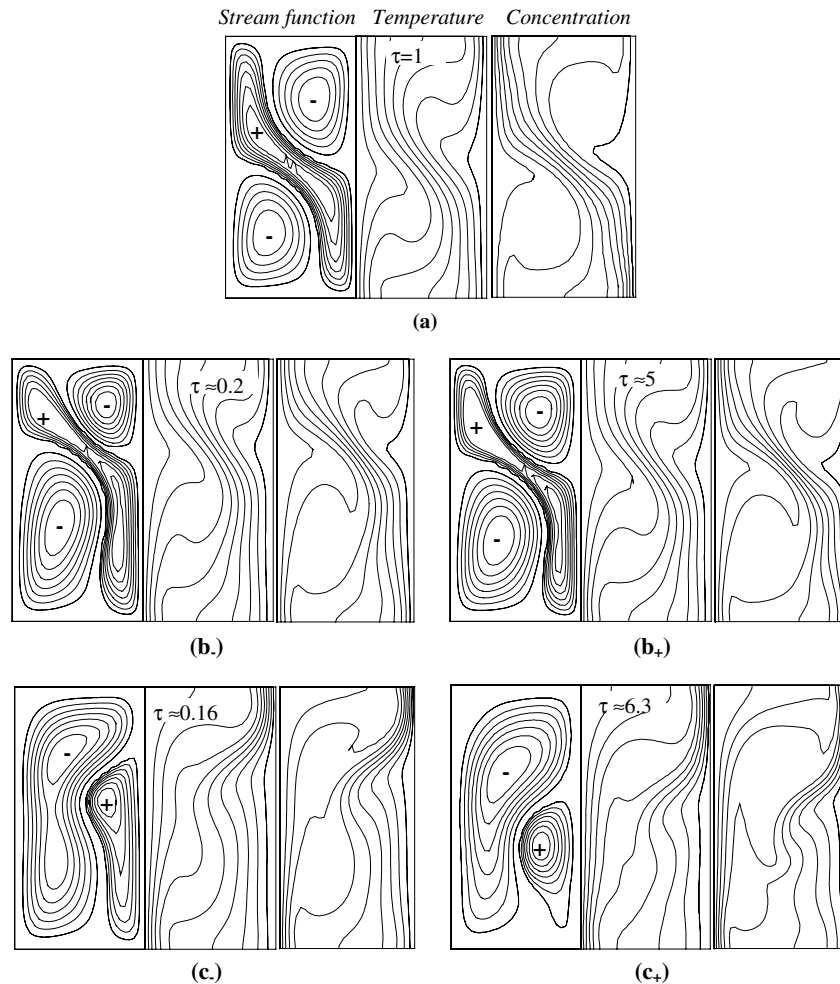 Stream function Temperature Concentration
τ=1
-
+
-
(a)
τ ≈0.2 τ ≈5
- -
+ +
- -
(b-) (b+)
τ ≈0.16 τ ≈6.3
- -
+ +
(c-) (c+)